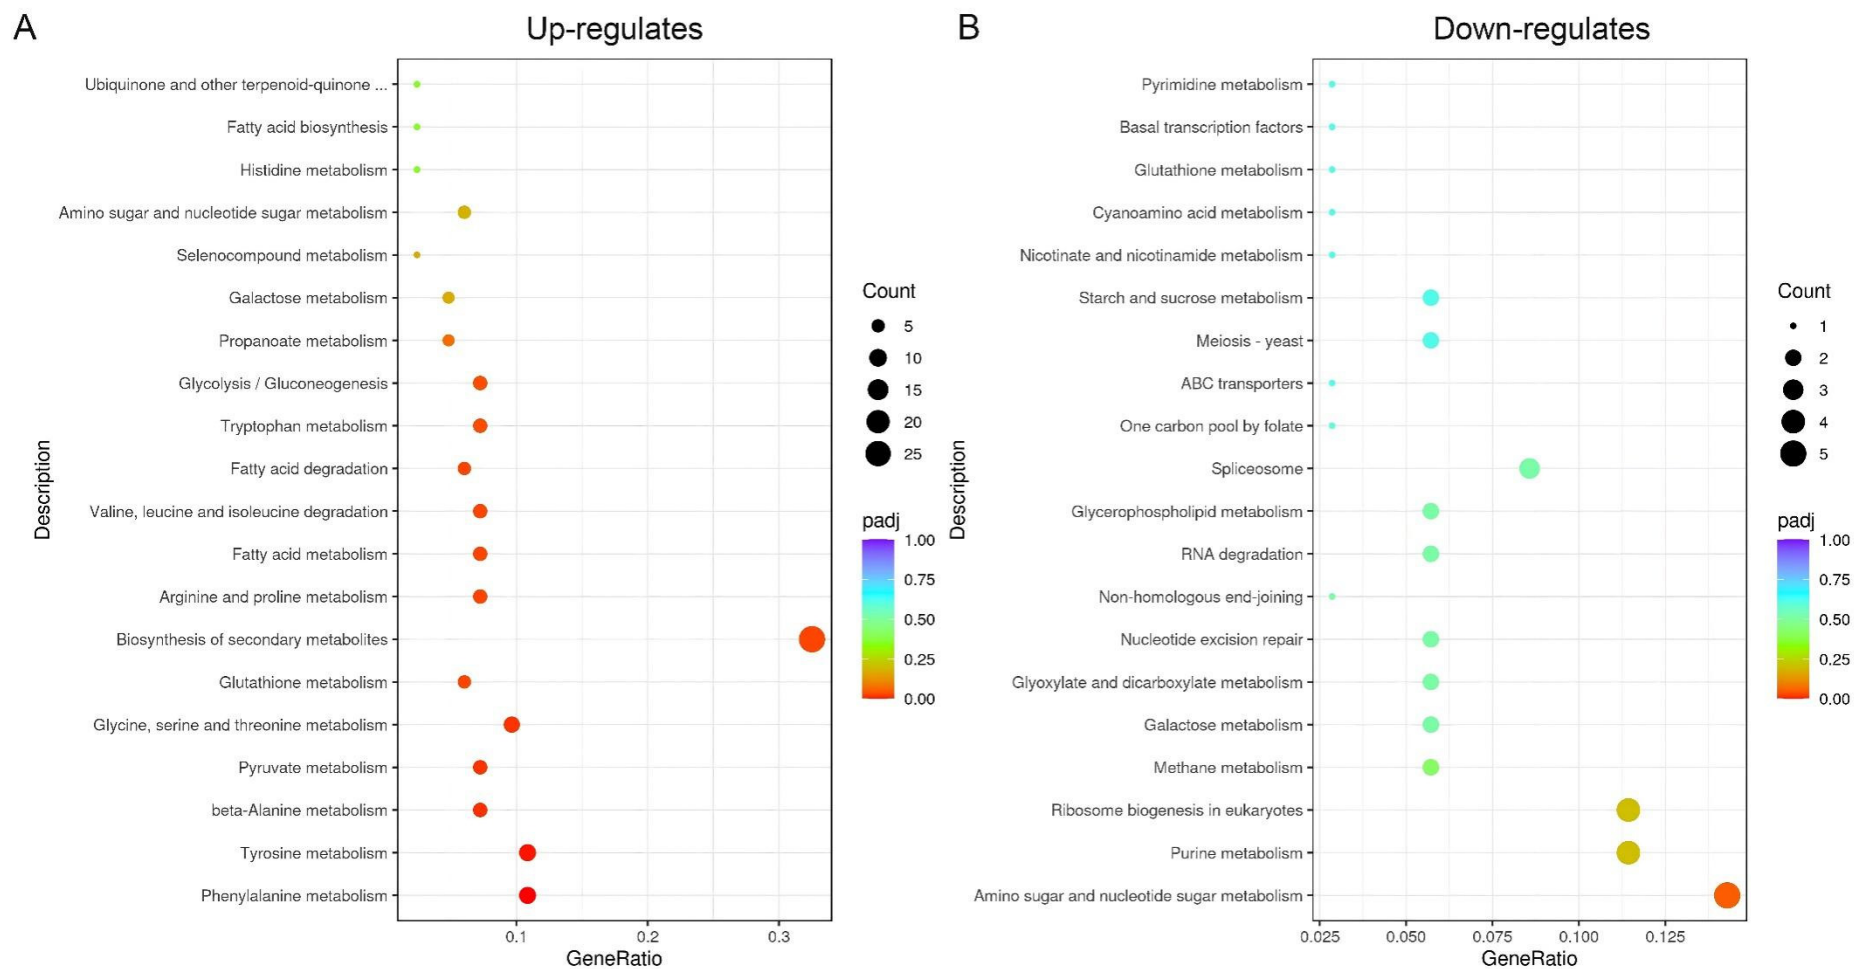 A
Up-regulates
Ubiquinone and other terpenoid-quinone ...
Fatty acid biosynthesis
Histidine metabolism
Amino sugar and nucleotide sugar metabolism
Selenocompound metabolism
Galactose metabolism
Propanoate metabolism
Glycolysis / Gluconeogenesis
Tryptophan metabolism
Fatty acid degradation
Valine, leucine and isoleucine degradation
Fatty acid metabolism
Arginine and proline metabolism
Biosynthesis of secondary metabolites
Glutathione metabolism
Glycine, serine and threonine metabolism
Pyruvate metabolism
beta-Alanine metabolism
Tyrosine metabolism
Phenylalanine metabolism
Description
0.1
0.2
0.3
GeneRatio
Count
5
10
15
20
25
padj
1.00
0.75
0.50
0.25
0.00
B
Down-regulates
Pyrimidine metabolism
Basal transcription factors
Glutathione metabolism
Cyanoamino acid metabolism
Nicotinate and nicotinamide metabolism
Starch and sucrose metabolism
Meiosis - yeast
ABC transporters
One carbon pool by folate
Spliceosome
Glycerophospholipid metabolism
RNA degradation
Non-homologous end-joining
Nucleotide excision repair
Glyoxylate and dicarboxylate metabolism
Galactose metabolism
Methane metabolism
Ribosome biogenesis in eukaryotes
Purine metabolism
Amino sugar and nucleotide sugar metabolism
Description
0.025
0.050
0.075
0.100
0.125
GeneRatio
Count
1
2
3
4
5
padj
1.00
0.75
0.50
0.25
0.00